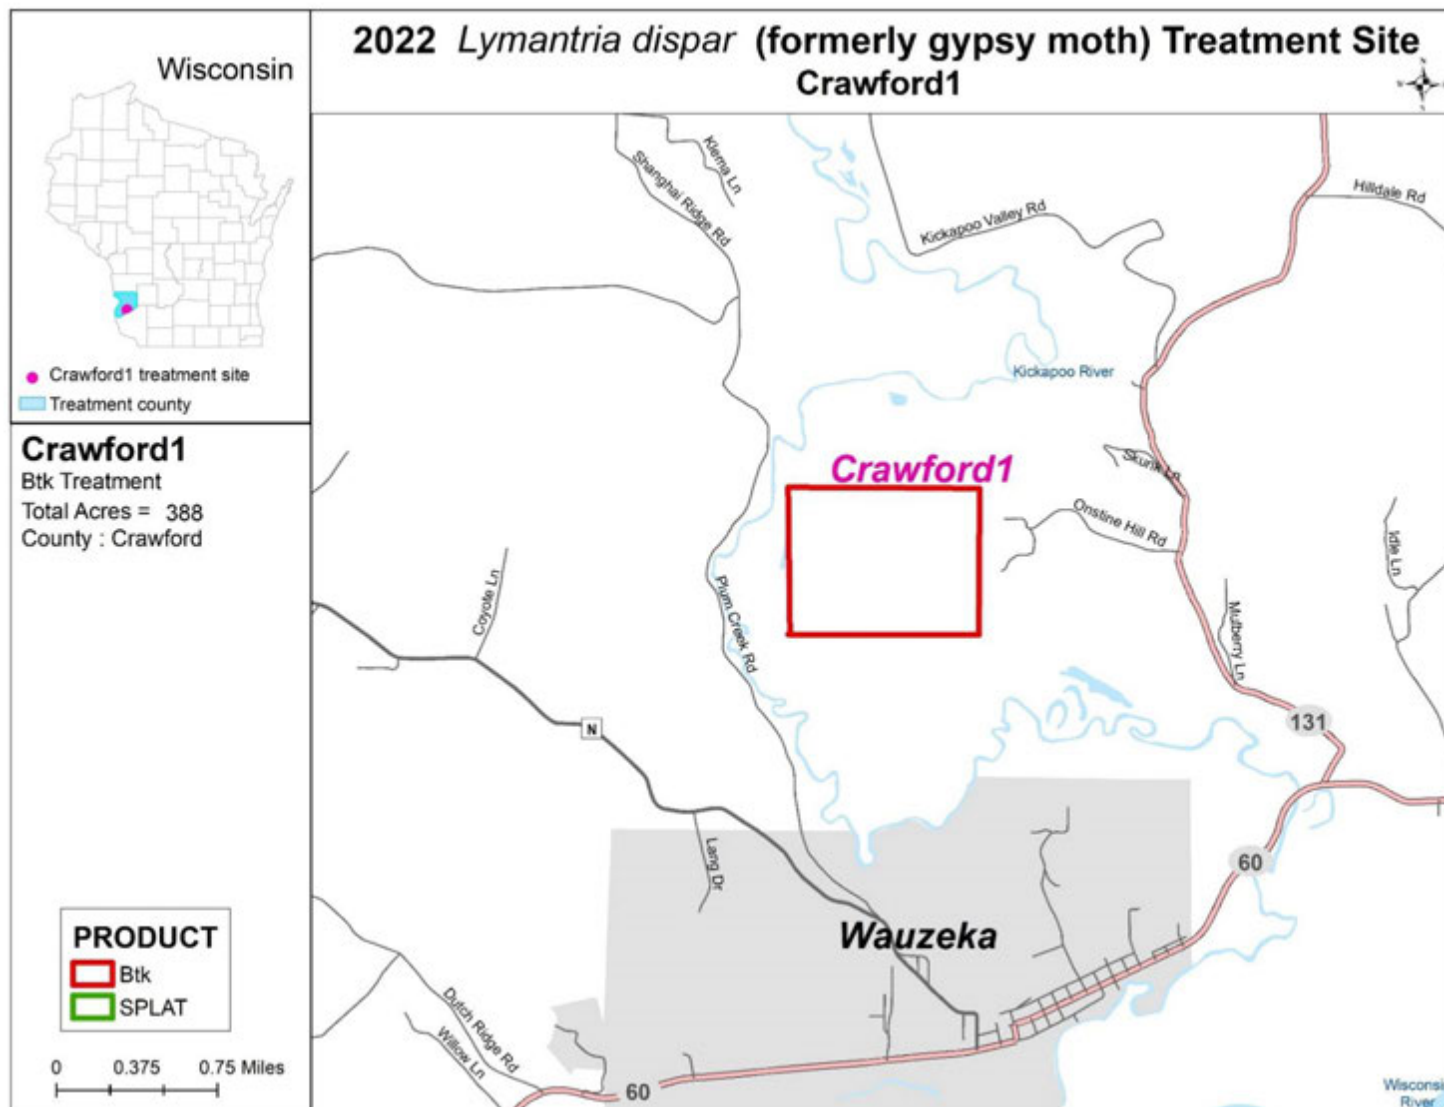 2022 Lymantria dispar (formerly gypsy moth) Treatment Site
Crawford1
Wisconsin
Crawford1 treatment site
Treatment county
Crawford1
Btk Treatment
Total Acres = 388
County : Crawford
PRODUCT
Btk
SPLAT
0 0.375 0.75 Miles
Klema Ln
Shanghai Ridge Rd
Kickapoo Valley Rd
Hilldale Rd
Kickapoo River
Crawford1
Skunk Ln
Onstine Hill Rd
Idle Ln
Coyote Ln
Plum Creek Rd
Mulberry Ln
N
131
Lang Dr
60
Wauzeka
Dutch Ridge Rd
Willow Ln
60
Wisconsin
River